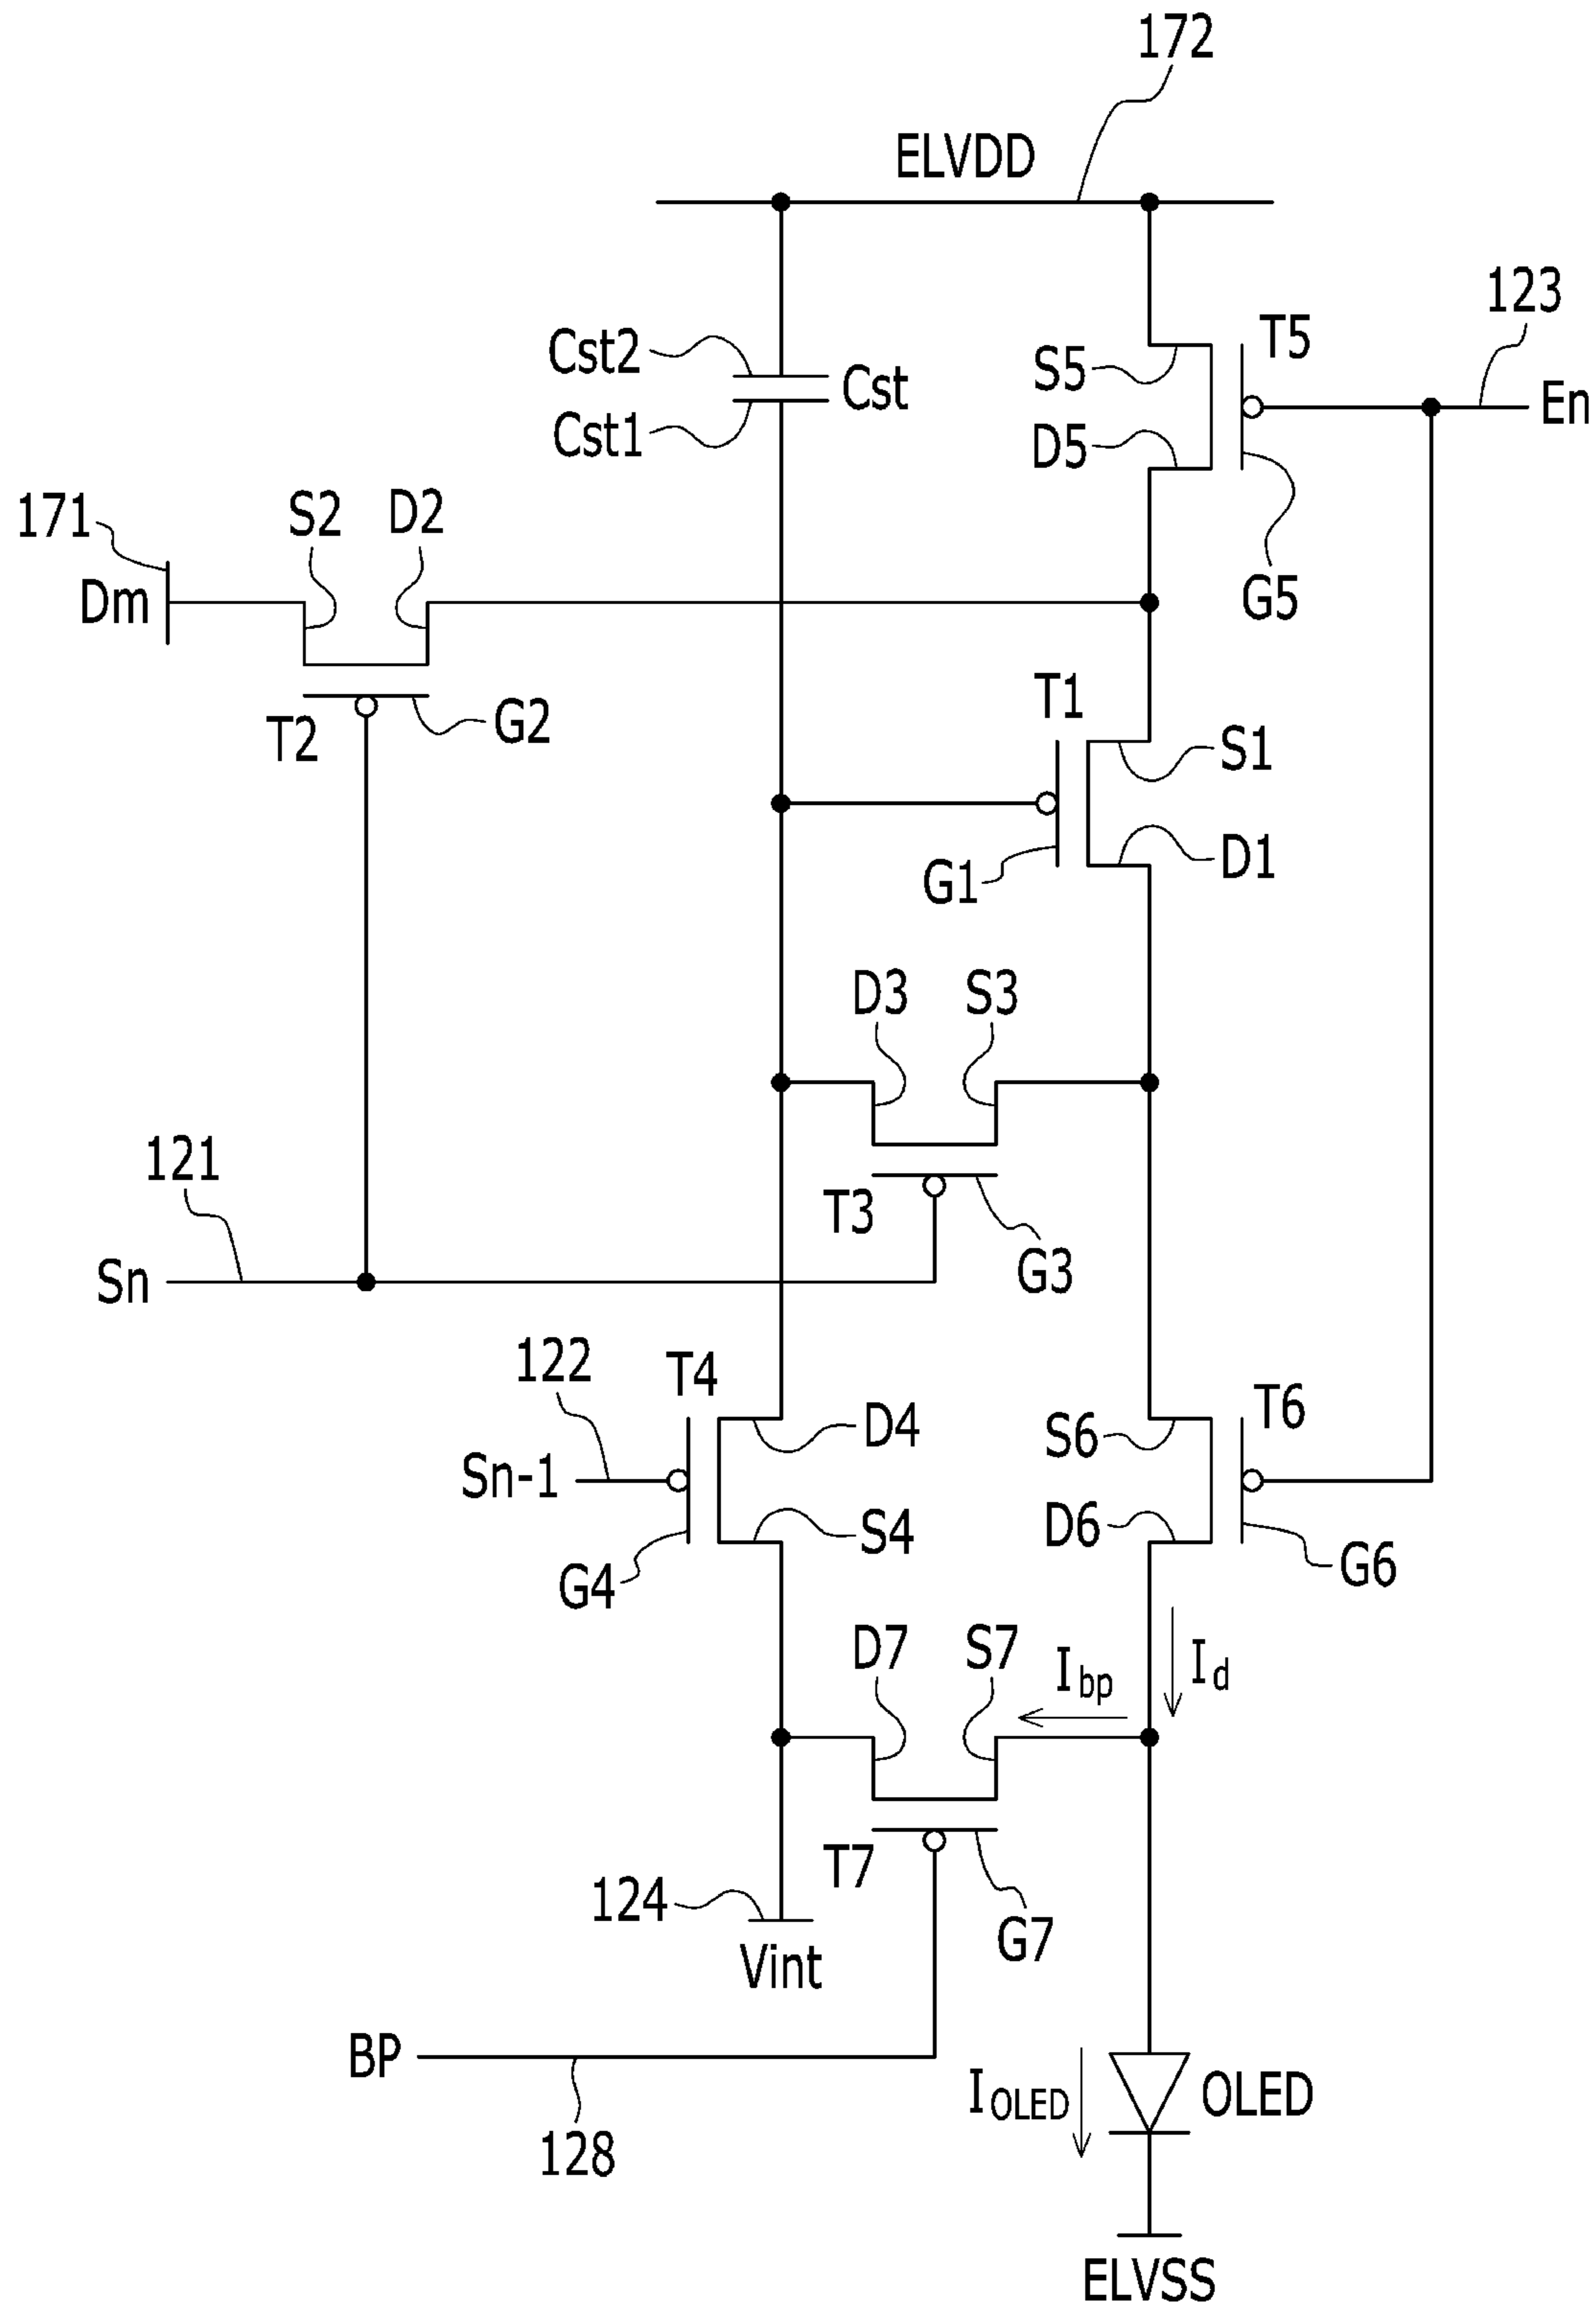 172
ELVDD
123
T5
Cst2
S5
Cst
En
Cst1
D5
171
S2
D2
Dm
G5
T1
T2
G2
S1
G1
D1
D3
S3
121
T3
G3
Sn
122
T4
T6
D4
S6
Sn-1
S4
D6
G4
G6
D7
S7
Ibp
Id
T7
124
G7
Vint
BP
IOLED
OLED
128
ELVSS